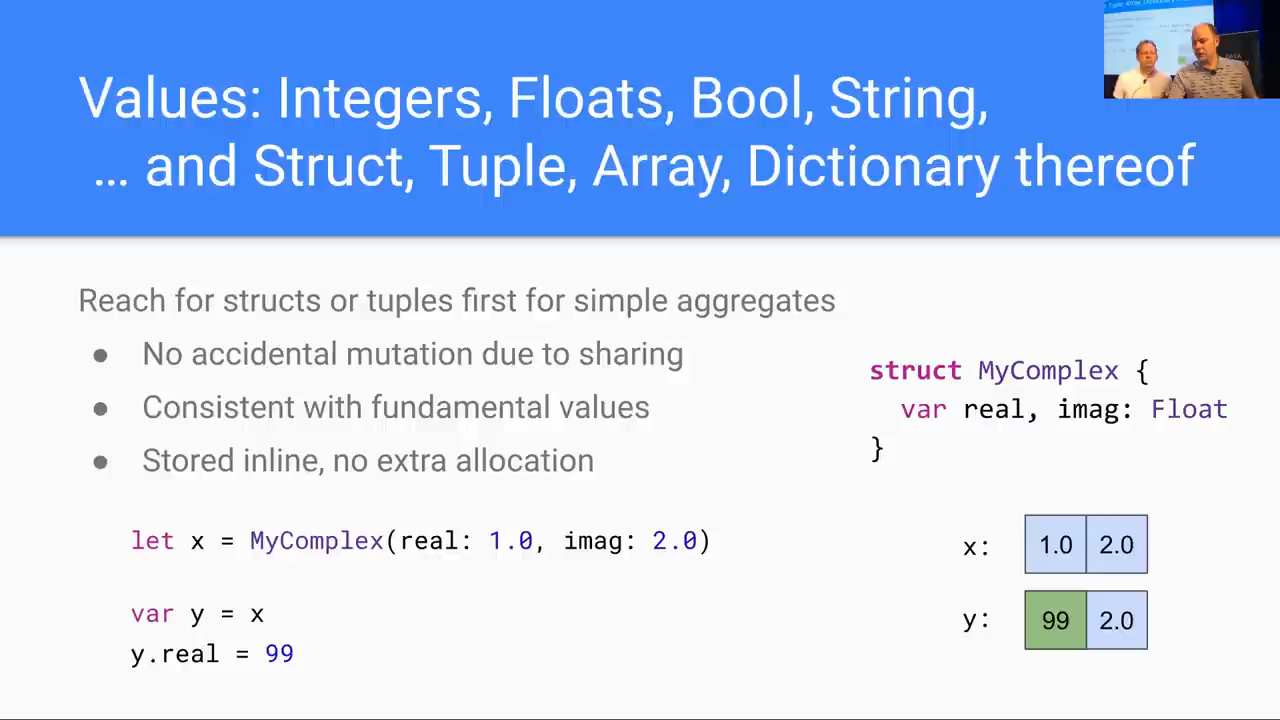 Values: Integers, Floats, Bool, String,
... and Struct, Tuple, Array, Dictionary thereof
Reach for structs or tuples first for simple aggregates
● No accidental mutation due to sharing
● Consistent with fundamental values
● Stored inline, no extra allocation
struct MyComplex {
var real, imag: Float
}
let x = MyComplex(real: 1.0, imag: 2.0)
var y = x
y.real = 99
x: 1.0 2.0
y: 99 2.0